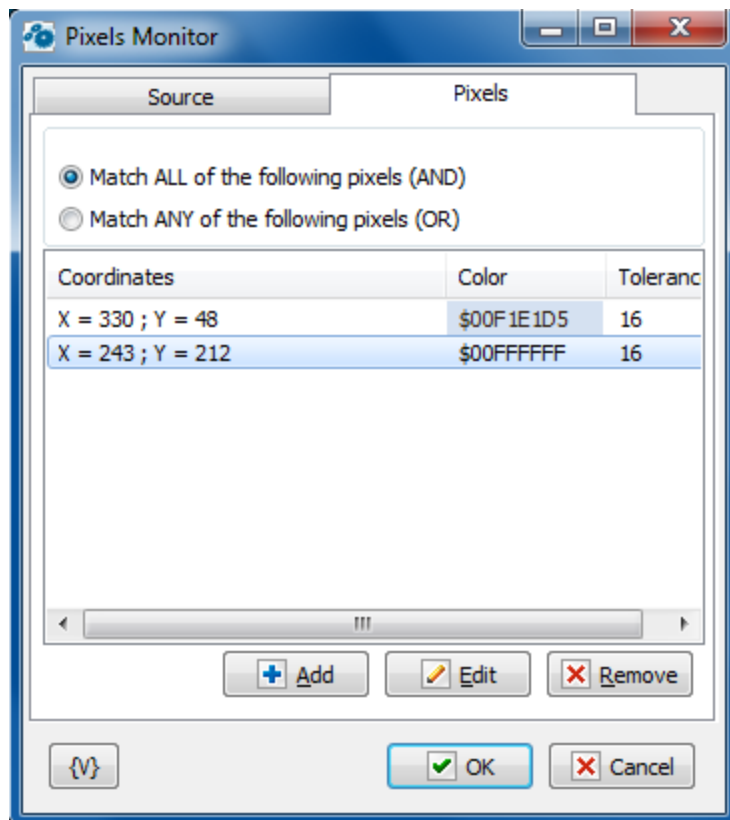 Pixels Monitor
Source Pixels
Match ALL of the following pixels (AND)
Match ANY of the following pixels (OR)
Coordinates Color Toleranc
X = 330 ; Y = 48 $00F1E1D5 16
X = 243 ; Y = 212 $00FFFFFF 16
Add Edit Remove
{V} OK Cancel